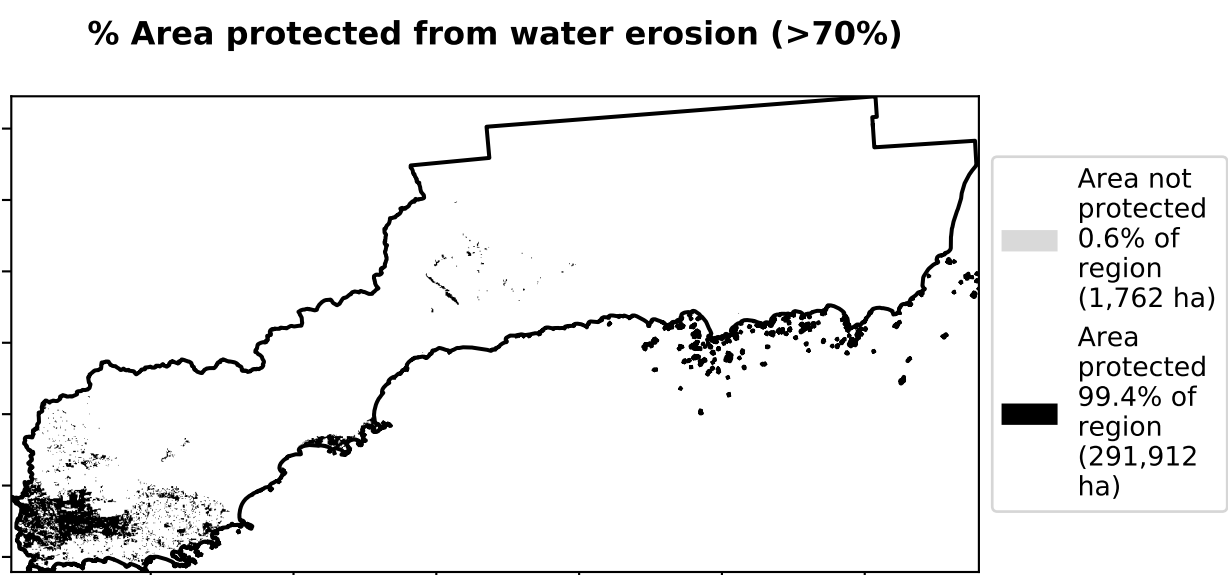 % Area protected from water erosion (>70%)
Area not
protected
0.6% of
region
(1,762 ha)
Area
protected
99.4% of
region
(291,912
ha)